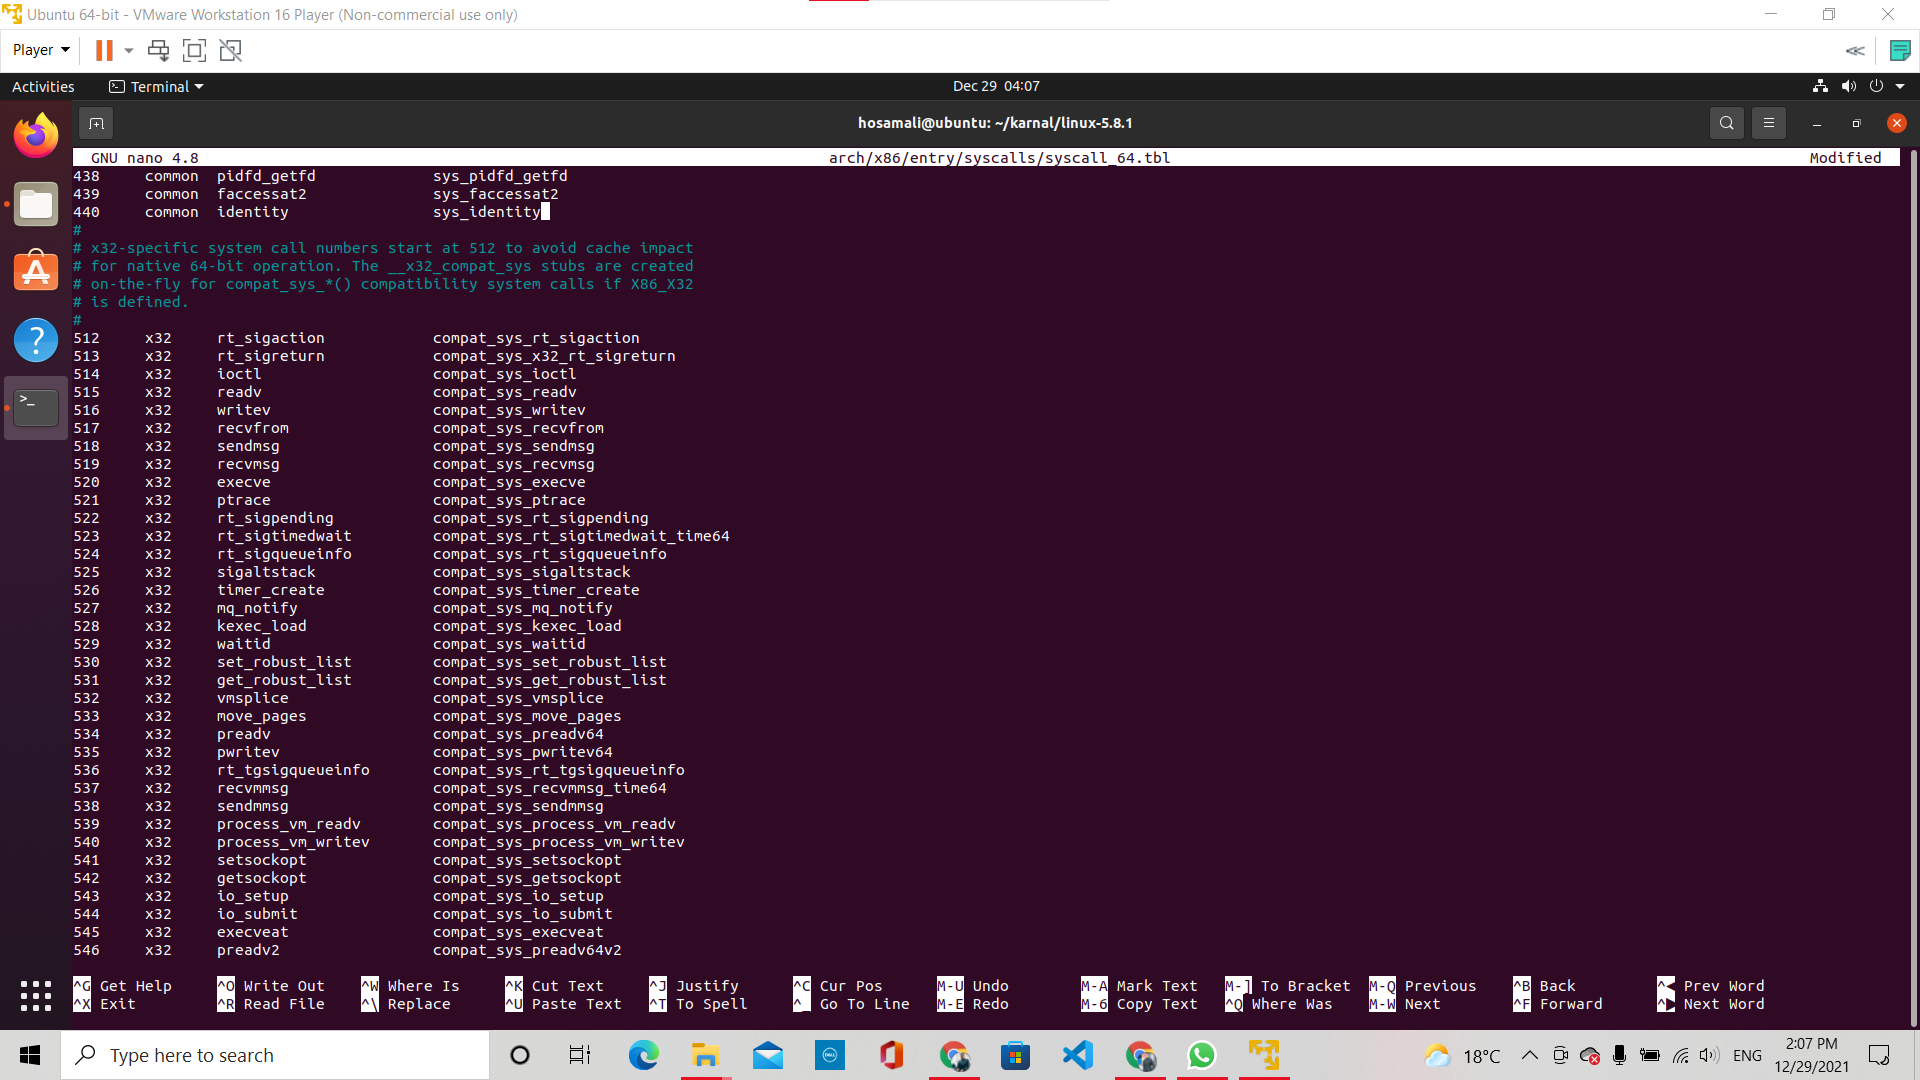 Ubuntu 64-bit - VMware Workstation 16 Player (Non-commercial use only)
Player
Activities Terminal Dec 29 04:07
hosamali@ubuntu: ~/karnal/linux-5.8.1
GNU nano 4.8 arch/x86/entry/syscalls/syscall_64.tbl Modified
438 common pidfd_getfd sys_pidfd_getfd
439 common faccessat2 sys_faccessat2
440 common identity sys_identity
#
# x32-specific system call numbers start at 512 to avoid cache impact
# for native 64-bit operation. The __x32_compat_sys stubs are created
# on-the-fly for compat_sys_*() compatibility system calls if X86_X32
# is defined.
#
512 x32 rt_sigaction compat_sys_rt_sigaction
513 x32 rt_sigreturn compat_sys_x32_rt_sigreturn
514 x32 ioctl compat_sys_ioctl
515 x32 readv compat_sys_readv
516 x32 writev compat_sys_writev
517 x32 recvfrom compat_sys_recvfrom
518 x32 sendmsg compat_sys_sendmsg
519 x32 recvmsg compat_sys_recvmsg
520 x32 execve compat_sys_execve
521 x32 ptrace compat_sys_ptrace
522 x32 rt_sigpending compat_sys_rt_sigpending
523 x32 rt_sigtimedwait compat_sys_rt_sigtimedwait_time64
524 x32 rt_sigqueueinfo compat_sys_rt_sigqueueinfo
525 x32 sigaltstack compat_sys_sigaltstack
526 x32 timer_create compat_sys_timer_create
527 x32 mq_notify compat_sys_mq_notify
528 x32 kexec_load compat_sys_kexec_load
529 x32 waitid compat_sys_waitid
530 x32 set_robust_list compat_sys_set_robust_list
531 x32 get_robust_list compat_sys_get_robust_list
532 x32 vmsplice compat_sys_vmsplice
533 x32 move_pages compat_sys_move_pages
534 x32 preadv compat_sys_preadv64
535 x32 pwritev compat_sys_pwritev64
536 x32 rt_tgsigqueueinfo compat_sys_rt_tgsigqueueinfo
537 x32 recvmmsg compat_sys_recvmmsg_time64
538 x32 sendmmsg compat_sys_sendmmsg
539 x32 process_vm_readv compat_sys_process_vm_readv
540 x32 process_vm_writev compat_sys_process_vm_writev
541 x32 setsockopt compat_sys_setsockopt
542 x32 getsockopt compat_sys_getsockopt
543 x32 io_setup compat_sys_io_setup
544 x32 io_submit compat_sys_io_submit
545 x32 execveat compat_sys_execveat
546 x32 preadv2 compat_sys_preadv64v2
^G Get Help ^O Write Out ^W Where Is ^K Cut Text ^J Justify ^C Cur Pos M-U Undo M-A Mark Text M-] To Bracket M-Q Previous ^B Back ^◀ Prev Word
^X Exit ^R Read File ^\ Replace ^U Paste Text ^T To Spell ^_ Go To Line M-E Redo M-6 Copy Text ^Q Where Was M-W Next ^F Forward ^▶ Next Word
Type here to search
18°C
ENG
2:07 PM
12/29/2021